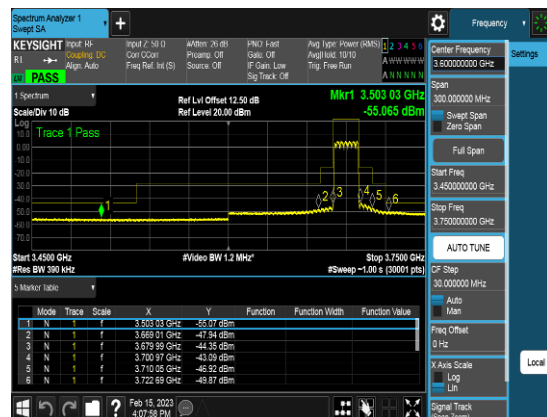 Spectrum Analyzer 1
Swept SA
Frequency
KEYSIGHT
Input: RF
Coupling: DC
Align: Auto
Input Z: 50 Ω
Corr CCorr
Freq Ref: Int (S)
#Atten: 26 dB
Preamp: Off
Source: Off
PNO: Fast
Gate: Off
IF Gain: Low
Sig Track: Off
Avg Type: Power (RMS)
Avg|Hold: 10/10
Trig: Free Run
1 2 3 4 5 6
A W W W W W
A N N N N N
PASS
1 Spectrum
Scale/Div 10 dB
Ref Lvl Offset 12.50 dB
Ref Level 20.00 dBm
Mkr1 3.503 03 GHz
-55.065 dBm
Log
Trace 1 Pass
10.0
0.00
-10.0
-20.0
-30.0
-40.0
-50.0
-60.0
-70.0
1
2
3
4
5
6
Start 3.4500 GHz
#Res BW 390 kHz
#Video BW 1.2 MHz*
Stop 3.7500 GHz
#Sweep ~1.00 s (30001 pts)
5 Marker Table
Mode Trace Scale X Y Function Function Width Function Value
1 N 1 f 3.503 03 GHz -55.07 dBm
2 N 1 f 3.669 01 GHz -47.94 dBm
3 N 1 f 3.679 99 GHz -44.35 dBm
4 N 1 f 3.700 97 GHz -43.09 dBm
5 N 1 f 3.710 05 GHz -46.92 dBm
6 N 1 f 3.722 69 GHz -49.87 dBm
Feb 15, 2023
4:07:58 PM
Center Frequency
3.600000000 GHz
Settings
Span
300.000000 MHz
Swept Span
Zero Span
Full Span
Start Freq
3.450000000 GHz
Stop Freq
3.750000000 GHz
AUTO TUNE
CF Step
30.000000 MHz
Auto
Man
Freq Offset
0 Hz
X Axis Scale
Log
Lin
Local
Signal Track